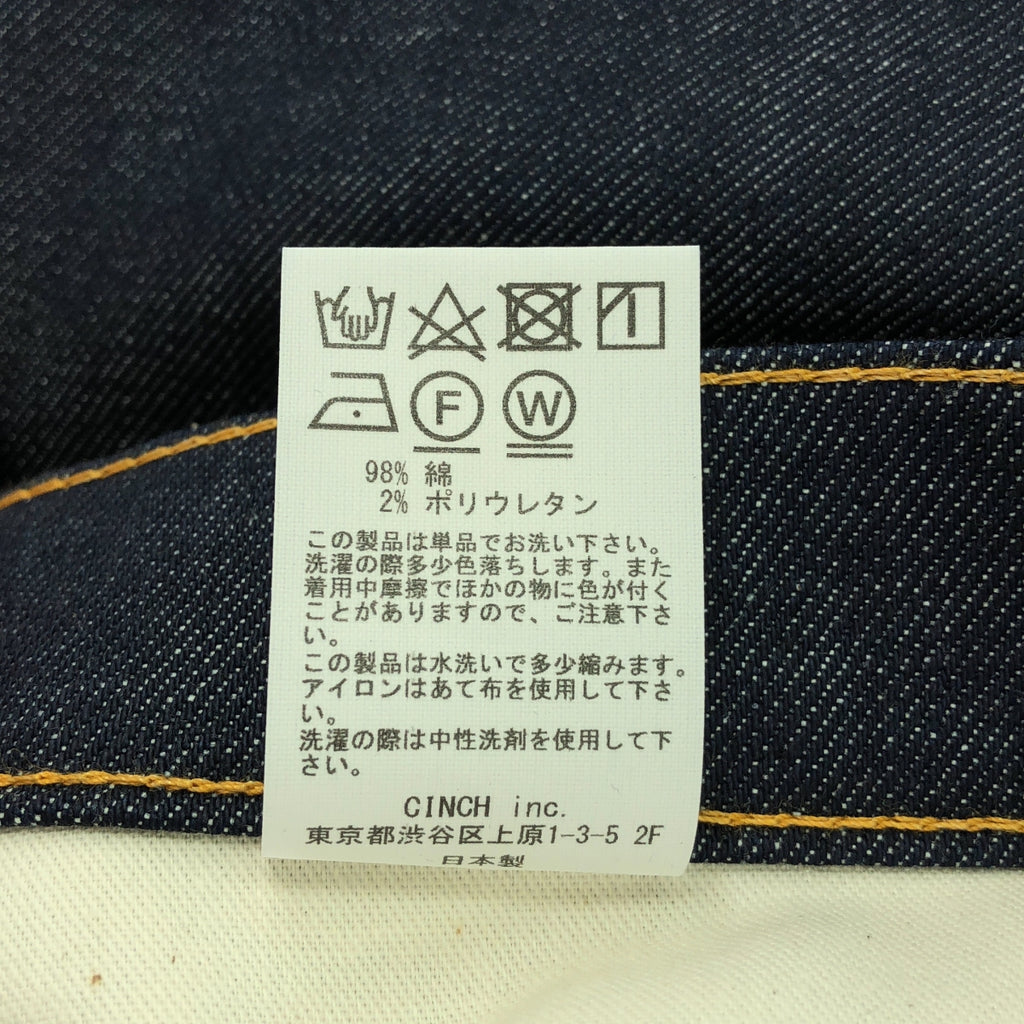 F W
98% 綿
2% ポリウレタン
この製品は単品でお洗い下さい。
洗濯の際多少色落ちします。また
着用中摩擦でほかの物に色が付く
ことがありますので、ご注意下さ
い。
この製品は水洗いで多少縮みます。
アイロンはあて布を使用して下さ
い。
洗濯の際は中性洗剤を使用して下
さい。
CINCH inc.
東京都渋谷区上原1-3-5 2F
日本製